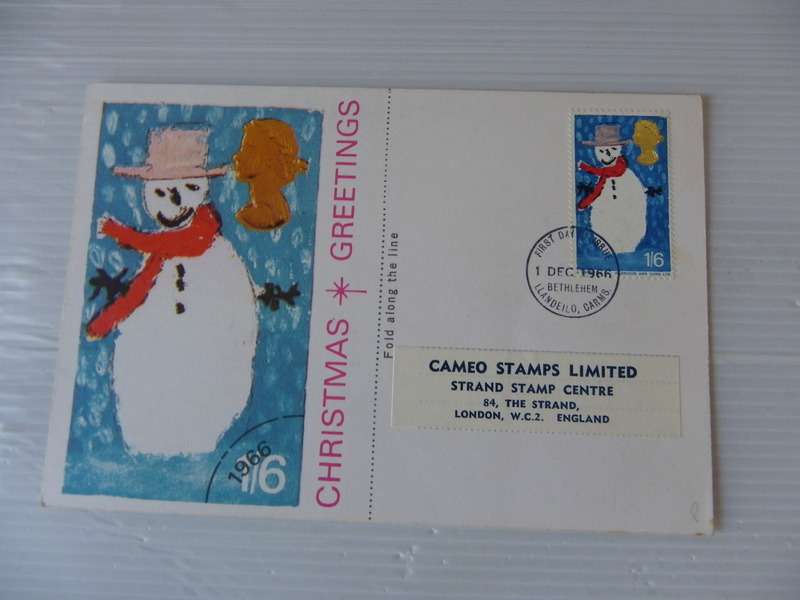 1966
1/6
CHRISTMAS * GREETINGS
Fold along the line
1/6
FIRST DAY OF ISSUE
1 DEC 1966
BETHLEHEM
LLANDEILO, CARMS.
CAMEO STAMPS LIMITED
STRAND STAMP CENTRE
84, THE STRAND,
LONDON, W.C.2. ENGLAND